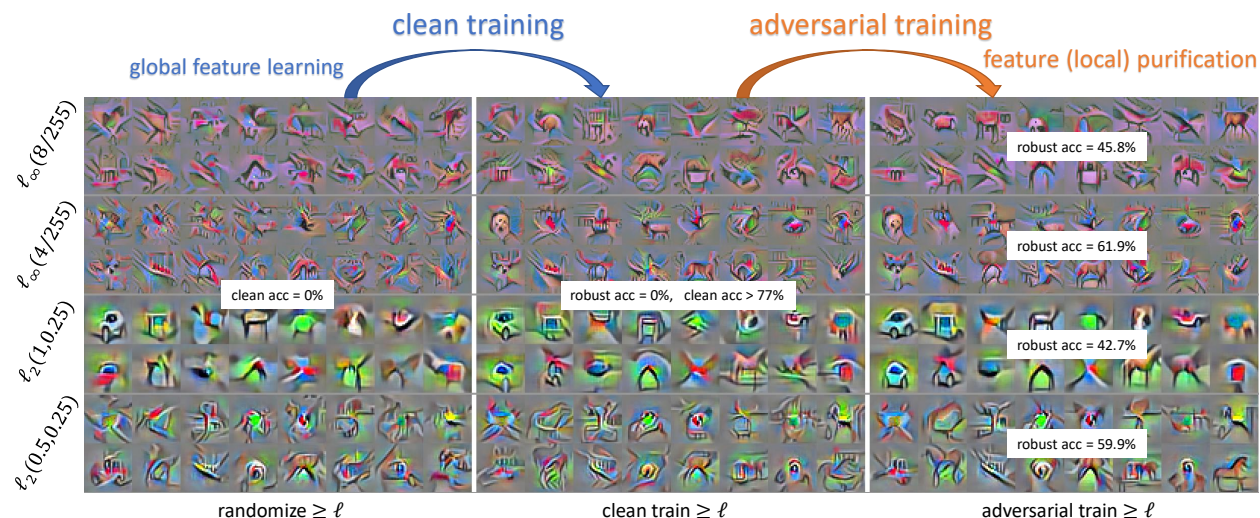 clean training
adversarial training
global feature learning
feature (local) purification
ℓ∞(8/255)
robust acc = 45.8%
ℓ∞(4/255)
robust acc = 61.9%
clean acc = 0%
robust acc = 0%, clean acc > 77%
ℓ2(1,0.25)
robust acc = 42.7%
ℓ2(0.5,0.25)
robust acc = 59.9%
randomize ≥ ℓ
clean train ≥ ℓ
adversarial train ≥ ℓ